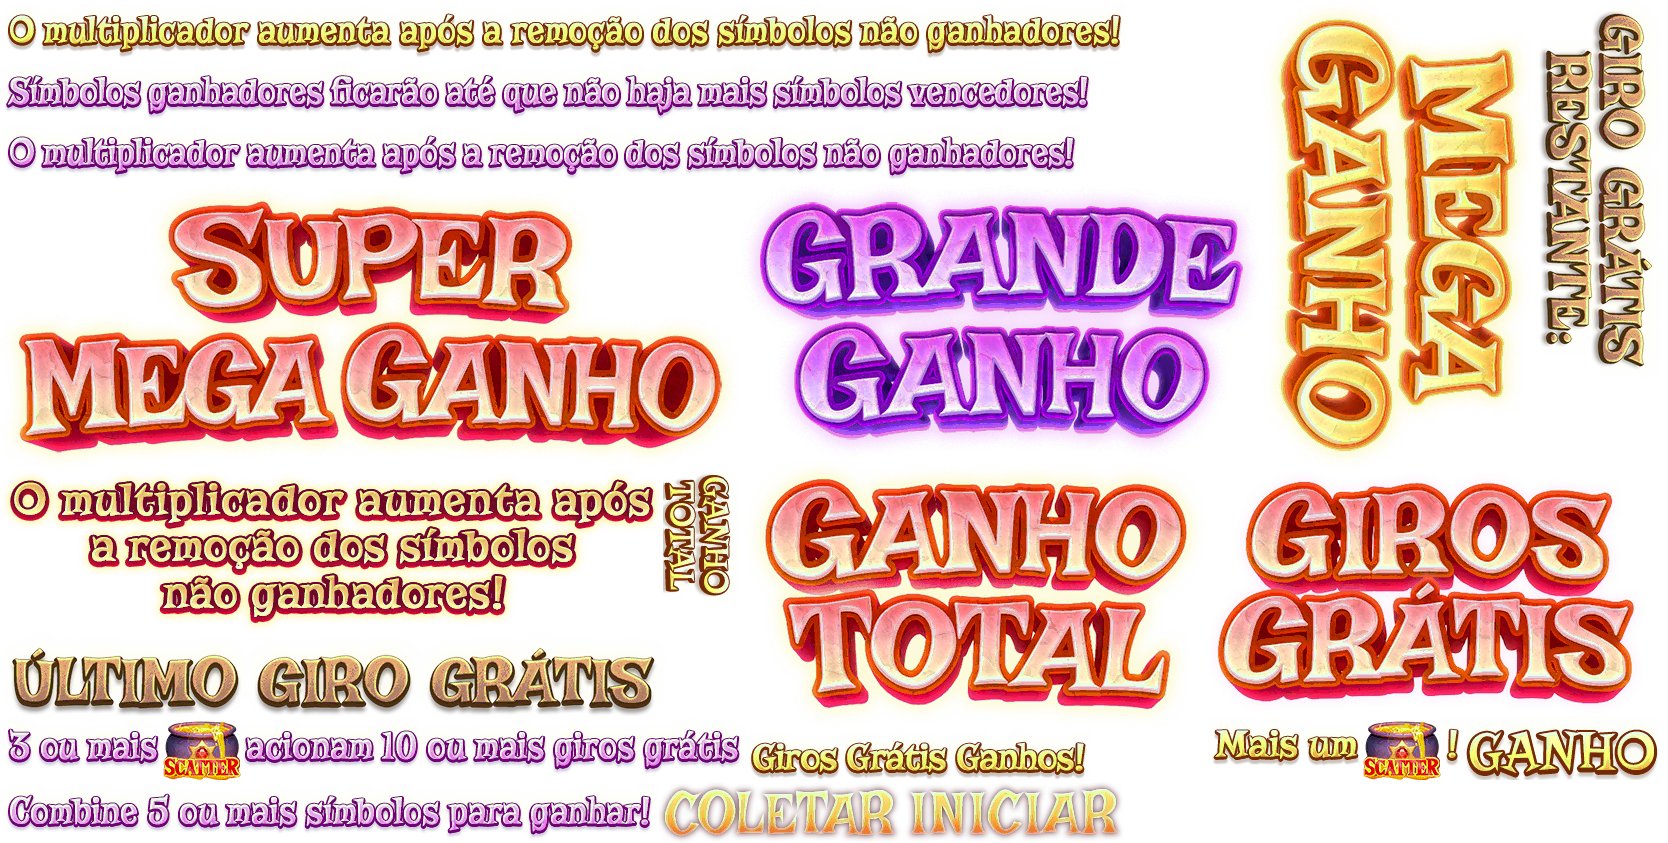 O multiplicador aumenta após a remoção dos símbolos não ganhadores!
Símbolos ganhadores ficarão até que não haja mais símbolos vencedores!
O multiplicador aumenta após a remoção dos símbolos não ganhadores!
SUPER
MEGA GANHO
GRANDE
GANHO
MEGA
GANHO
GIRO GRÁTIS
RESTANTE:
O multiplicador aumenta após
a remoção dos símbolos
não ganhadores!
GANHO
TOTAL
GANHO
TOTAL
GIROS
GRÁTIS
ÚLTIMO GIRO GRÁTIS
3 ou mais SCATTER acionam 10 ou mais giros grátis
Giros Grátis Ganhos!
Mais um SCATTER !
GANHO
Combine 5 ou mais símbolos para ganhar!
COLETAR INICIAR